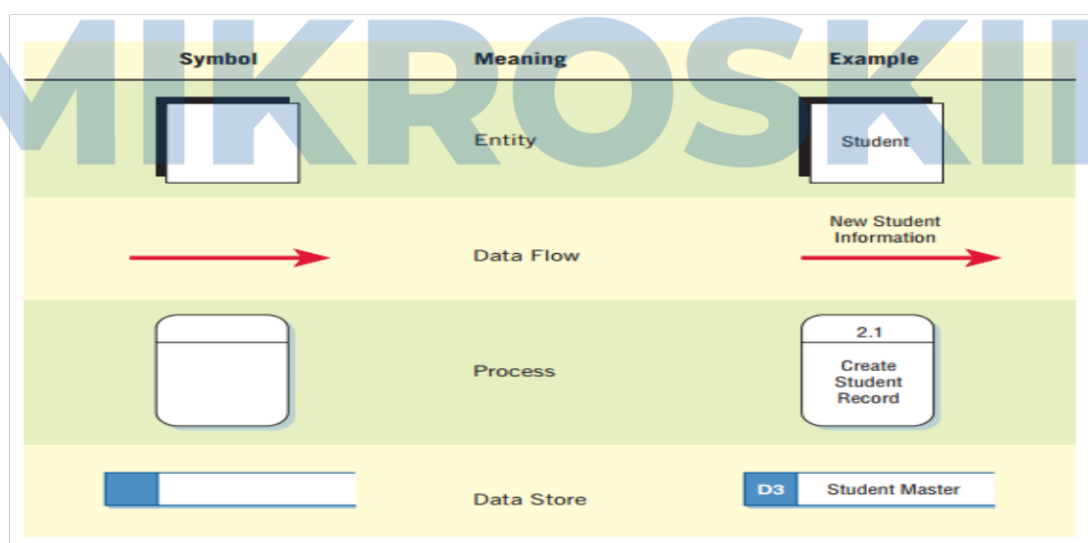 MIKROSKIL
Symbol Meaning Example
Entity Student
Data Flow New Student
Information
Process 2.1
Create
Student
Record
Data Store D3 Student Master